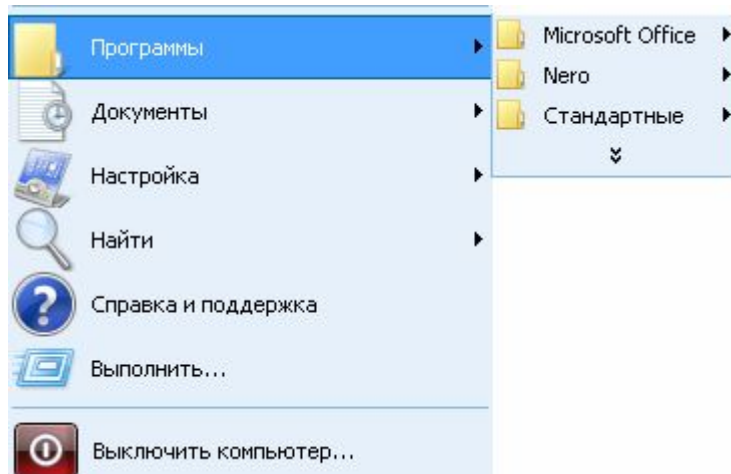 Программы
Документы
Настройка
Найти
Справка и поддержка
Выполнить...
Выключить компьютер...
Microsoft Office
Nero
Стандартные